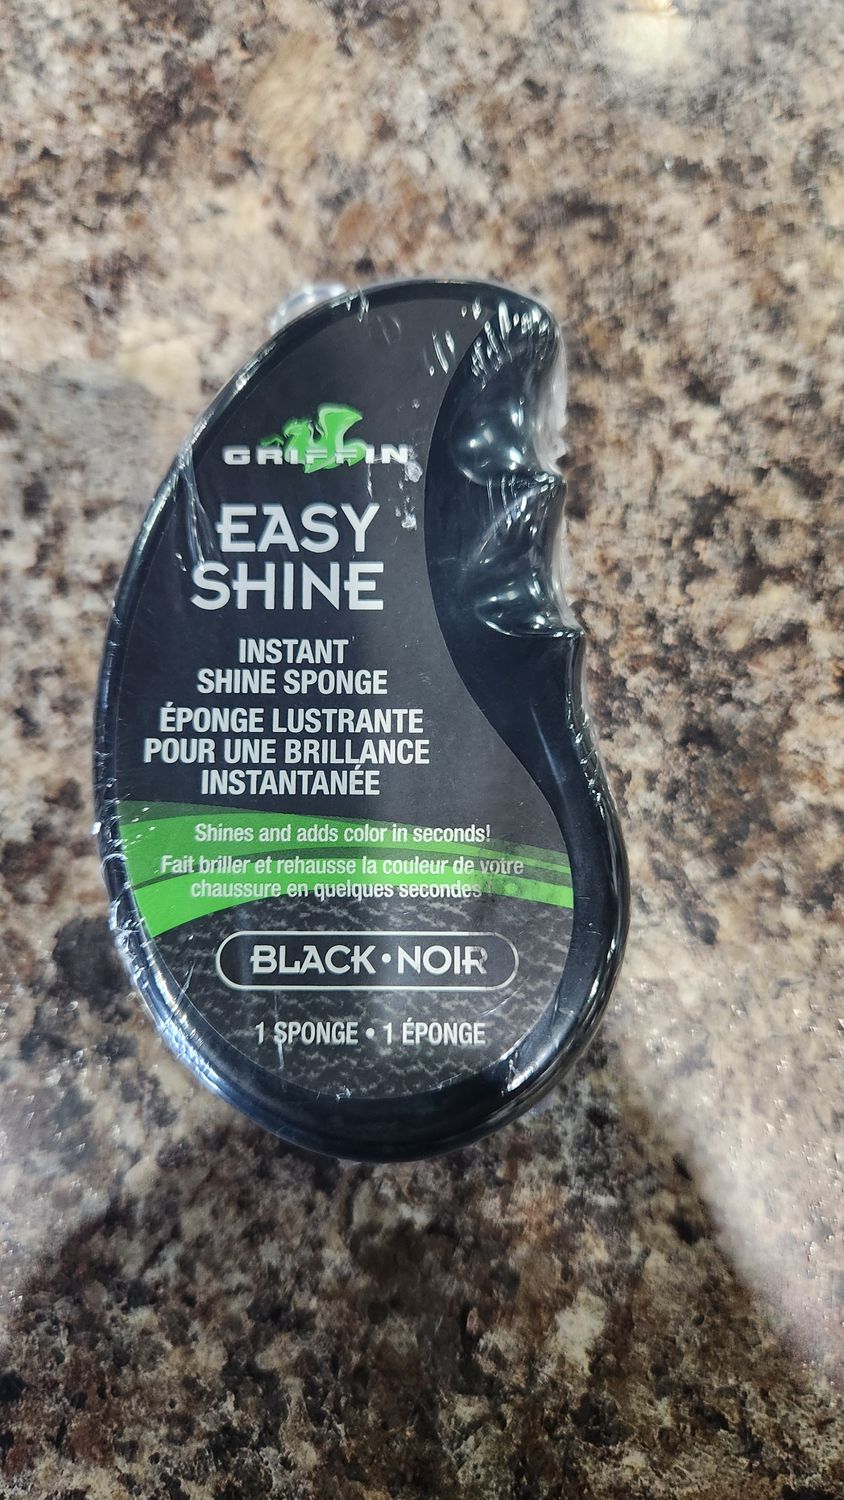 GRIFFIN
EASY
SHINE
INSTANT
SHINE SPONGE
ÉPONGE LUSTRANTE
POUR UNE BRILLANCE
INSTANTANÉE
Shines and adds color in seconds!
Fait briller et rehausse la couleur de votre
chaussure en quelques secondes !
BLACK • NOIR
1 SPONGE • 1 ÉPONGE